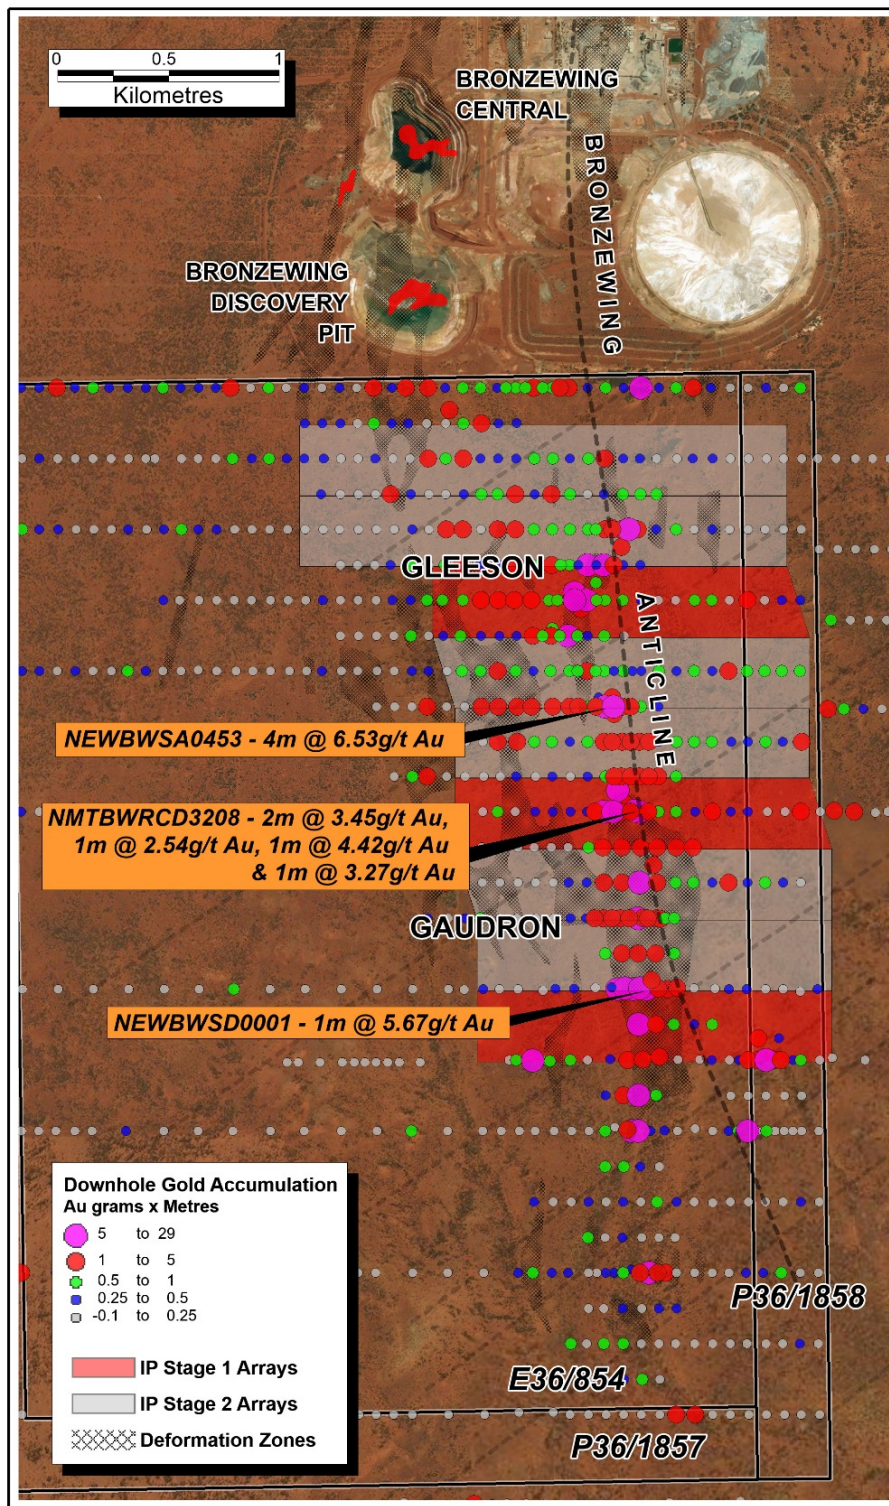 0 0.5 1
Kilometres
BRONZEWING
CENTRAL
BRONZEWING
BRONZEWING
DISCOVERY
PIT
GLEESON
ANTICLINE
NEWBWSA0453 - 4m @ 6.53g/t Au
NMTBWRCD3208 - 2m @ 3.45g/t Au,
1m @ 2.54g/t Au, 1m @ 4.42g/t Au
& 1m @ 3.27g/t Au
GAUDRON
NEWBWSD0001 - 1m @ 5.67g/t Au
Downhole Gold Accumulation
Au grams x Metres
5 to 29
1 to 5
0.5 to 1
0.25 to 0.5
-0.1 to 0.25
IP Stage 1 Arrays
IP Stage 2 Arrays
Deformation Zones
P36/1858
E36/854
P36/1857